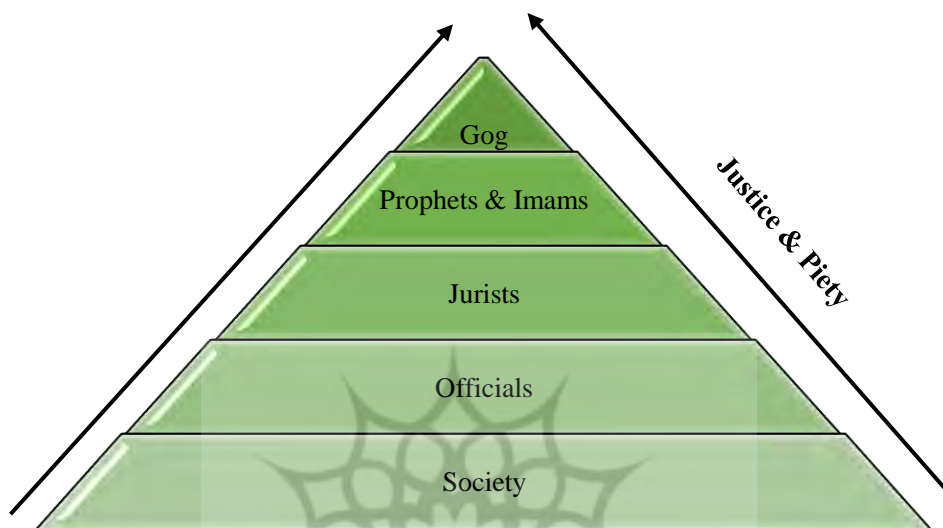 Gog
Prophets & Imams
Justice & Piety
Jurists
Officials
Society